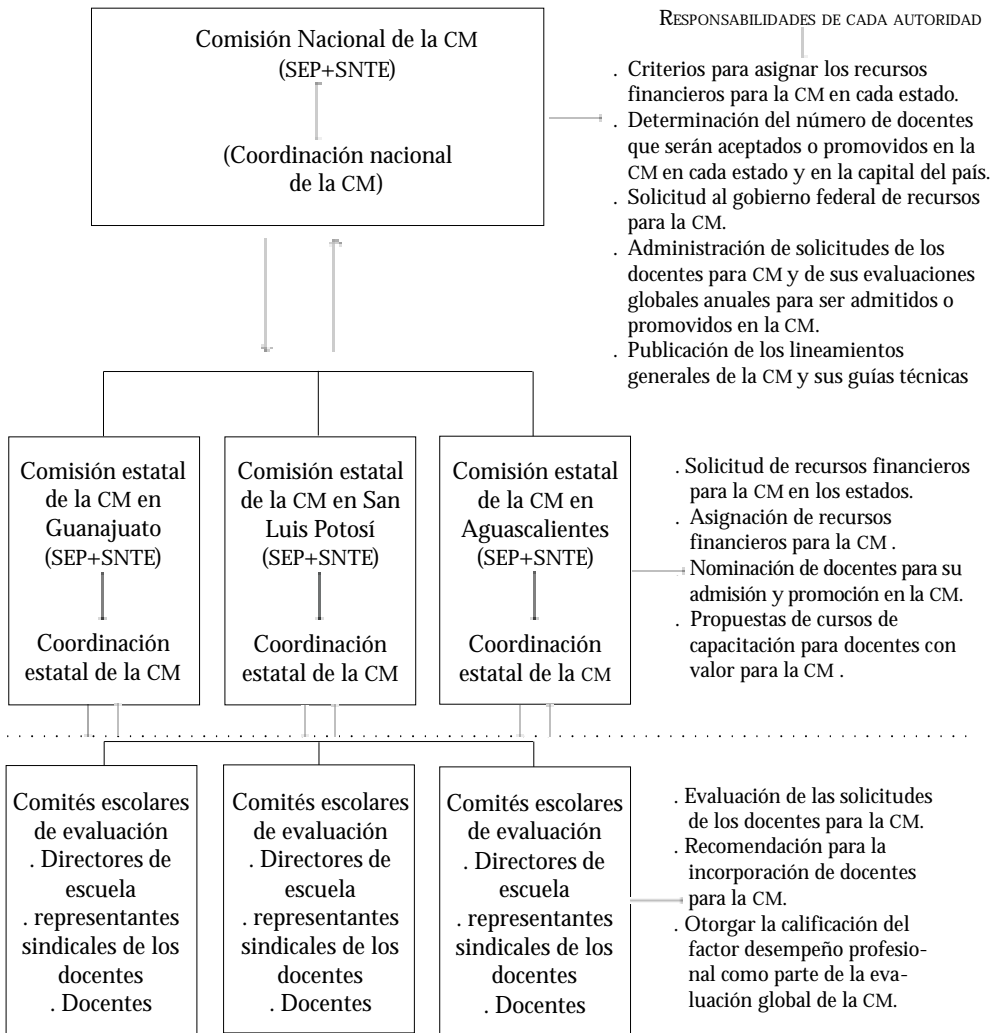 Comisión Nacional de la CM
(SEP+SNTE)
(Coordinación nacional
de la CM)
RESPONSABILIDADES DE CADA AUTORIDAD
. Criterios para asignar los recursos
financieros para la CM en cada estado.
. Determinación del número de docentes
que serán aceptados o promovidos en la
CM en cada estado y en la capital del país.
. Solicitud al gobierno federal de recursos
para la CM.
. Administración de solicitudes de los
docentes para CM y de sus evaluaciones
globales anuales para ser admitidos o
promovidos en la CM.
. Publicación de los lineamientos
generales de la CM y sus guías técnicas
Comisión estatal
de la CM en
Guanajuato
(SEP+SNTE)
Coordinación
estatal de la CM
Comisión estatal
de la CM en San
Luis Potosí
(SEP+SNTE)
Coordinación
estatal de la CM
Comisión estatal
de la CM en
Aguascalientes
(SEP+SNTE)
Coordinación
estatal de la CM
. Solicitud de recursos financieros
para la CM en los estados.
. Asignación de recursos
financieros para la CM .
. Nominación de docentes para su
admisión y promoción en la CM.
. Propuestas de cursos de
capacitación para docentes con
valor para la CM .
Comités escolares
de evaluación
. Directores de
escuela
. representantes
sindicales de los
docentes
. Docentes
Comités escolares
de evaluación
. Directores de
escuela
. representantes
sindicales de los
docentes
. Docentes
Comités escolares
de evaluación
. Directores de
escuela
. representantes
sindicales de los
docentes
. Docentes
. Evaluación de las solicitudes
de los docentes para la CM.
. Recomendación para la
incorporación de docentes
para la CM.
. Otorgar la calificación del
factor desempeño profesio-
nal como parte de la eva-
luación global de la CM.